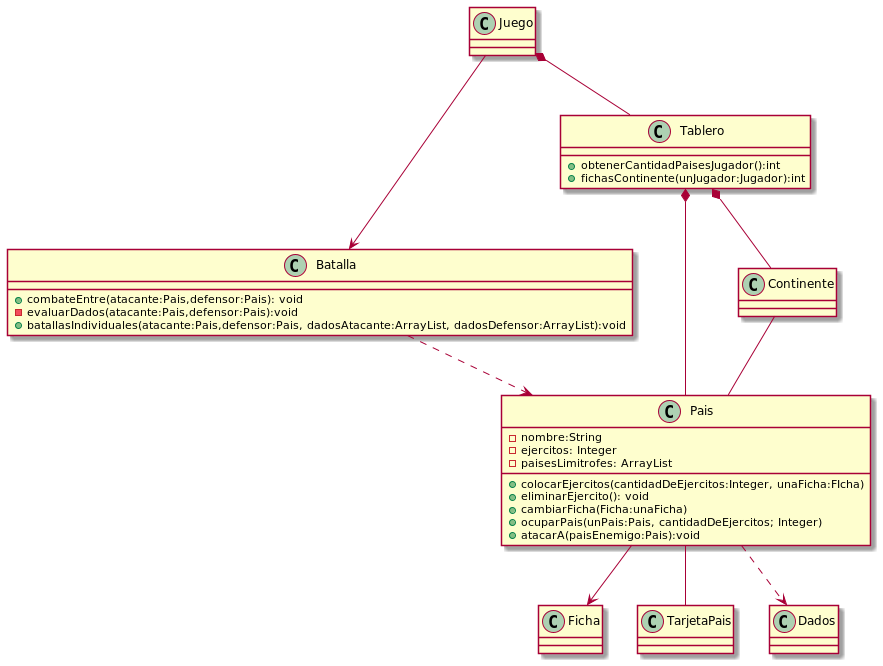 C Juego
C Tablero
obtenerCantidadPaisesJugador():int
fichasContinente(unJugador:Jugador):int
C Batalla
combateEntre(atacante:Pais,defensor:Pais): void
evaluarDados(atacante:Pais,defensor:Pais):void
batallasIndividuales(atacante:Pais,defensor:Pais, dadosAtacante:ArrayList, dadosDefensor:ArrayList):void
C Continente
C Pais
nombre:String
ejercitos: Integer
paisesLimitrofes: ArrayList
colocarEjercitos(cantidadDeEjercitos:Integer, unaFicha:FIcha)
eliminarEjercito(): void
cambiarFicha(Ficha:unaFicha)
ocuparPais(unPais:Pais, cantidadDeEjercitos; Integer)
atacarA(paisEnemigo:Pais):void
C Ficha
C TarjetaPais
C Dados